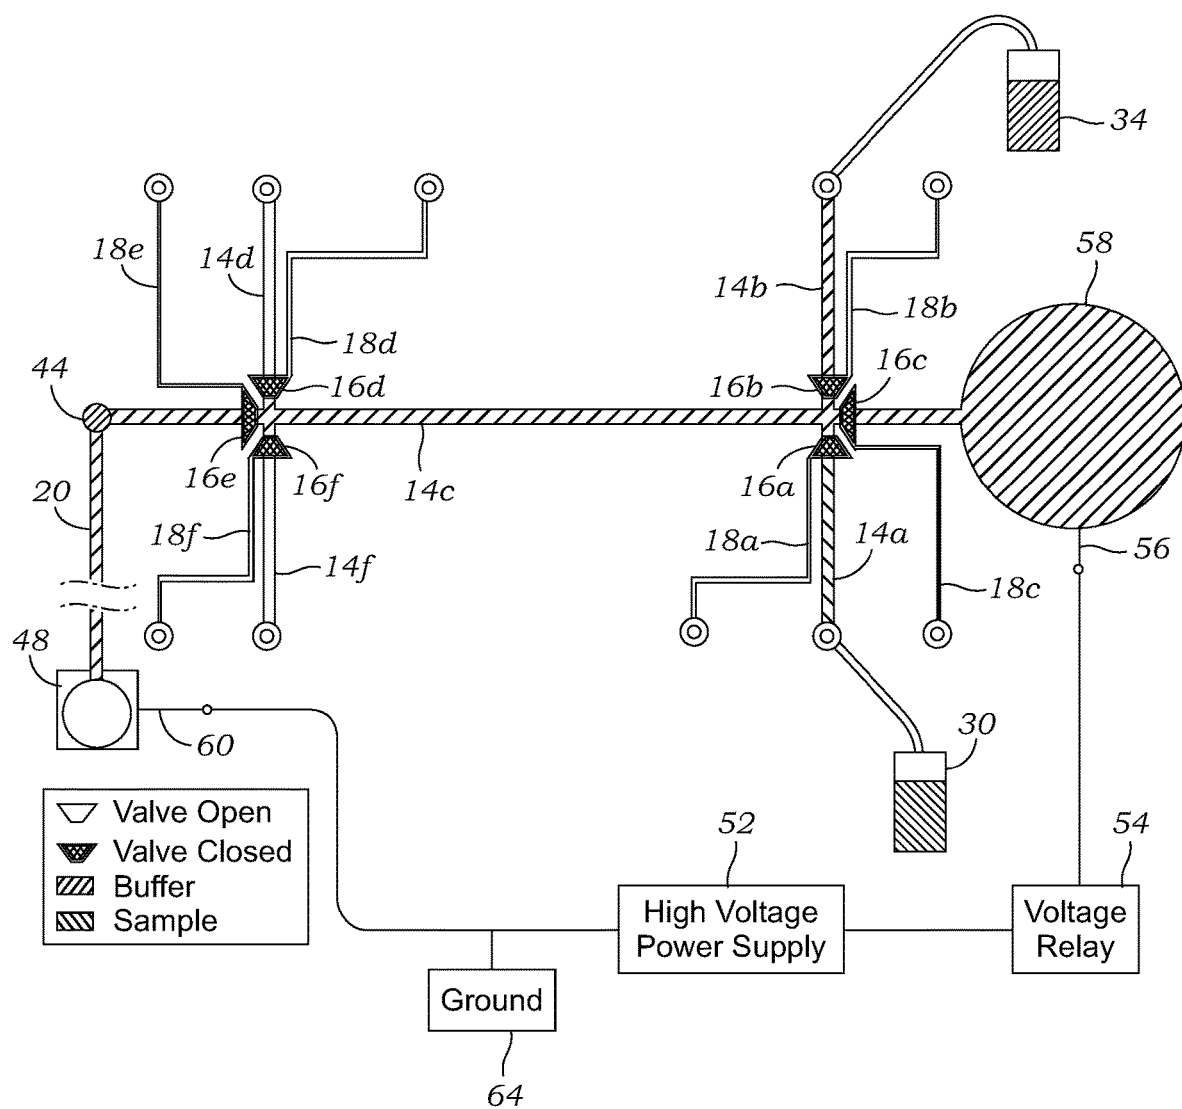 34
58
18e
14d
14b
18b
18d
16c
44
16d
16b
16e
16f
14c
16a
20
18f
18a
14a
56
14f
18c
48
60
30
Valve Open
Valve Closed
Buffer
Sample
52
54
High Voltage
Power Supply
Voltage
Relay
Ground
64